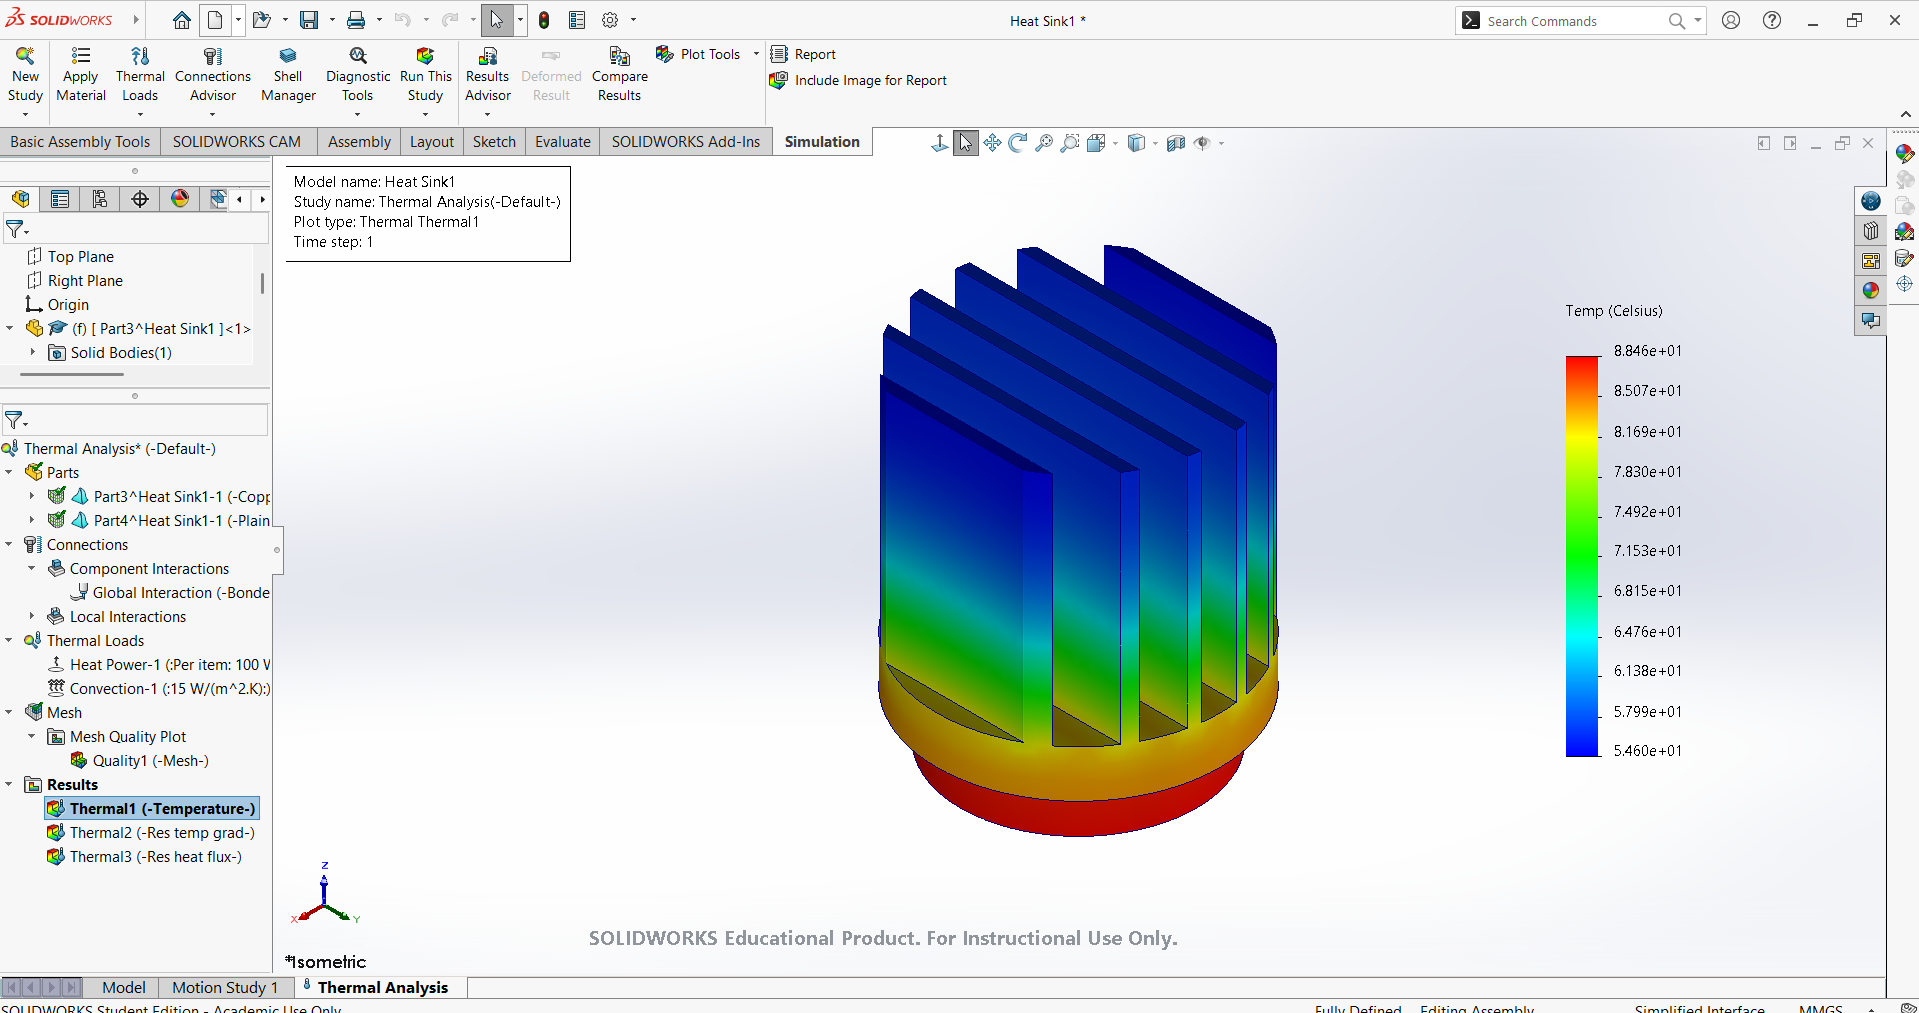 SOLIDWORKS
Heat Sink1 *
Search Commands
New Study
Apply Material
Thermal Loads
Connections Advisor
Shell Manager
Diagnostic Tools
Run This Study
Results Advisor
Deformed Result
Compare Results
Plot Tools
Report
Include Image for Report
Basic Assembly Tools
SOLIDWORKS CAM
Assembly
Layout
Sketch
Evaluate
SOLIDWORKS Add-Ins
Simulation
Model name: Heat Sink1
Study name: Thermal Analysis(-Default-)
Plot type: Thermal Thermal1
Time step: 1
Top Plane
Right Plane
Origin
(f) [ Part3^Heat Sink1 ]<1>
Solid Bodies(1)
Thermal Analysis* (-Default-)
Parts
Part3^Heat Sink1-1 (-Copp
Part4^Heat Sink1-1 (-Plain
Connections
Component Interactions
Global Interaction (-Bonde
Local Interactions
Thermal Loads
Heat Power-1 (:Per item: 100 W
Convection-1 (:15 W/(m^2.K):)
Mesh
Mesh Quality Plot
Quality1 (-Mesh-)
Results
Thermal1 (-Temperature-)
Thermal2 (-Res temp grad-)
Thermal3 (-Res heat flux-)
Temp (Celsius)
8.846e+01
8.507e+01
8.169e+01
7.830e+01
7.492e+01
7.153e+01
6.815e+01
6.476e+01
6.138e+01
5.799e+01
5.460e+01
Z
X
Y
SOLIDWORKS Educational Product. For Instructional Use Only.
*Isometric
Model
Motion Study 1
Thermal Analysis
SOLIDWORKS Student Edition - Academic Use Only
Fully Defined
Editing Assembly
Simplified Interface
MMGS